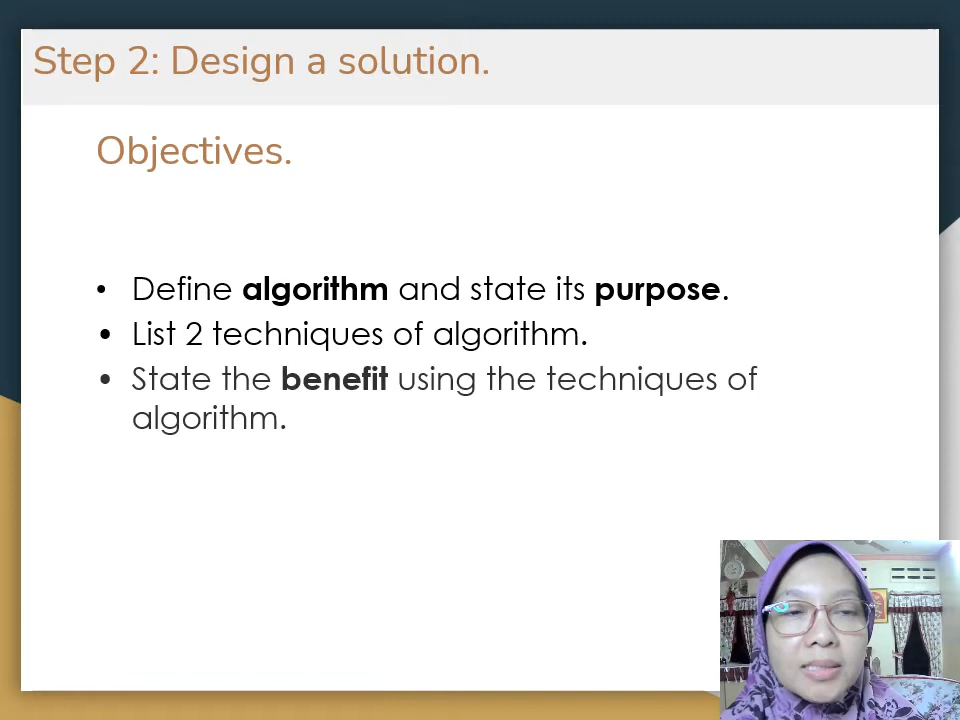 Step 2: Design a solution.
Objectives.
• Define algorithm and state its purpose.
• List 2 techniques of algorithm.
• State the benefit using the techniques of
algorithm.